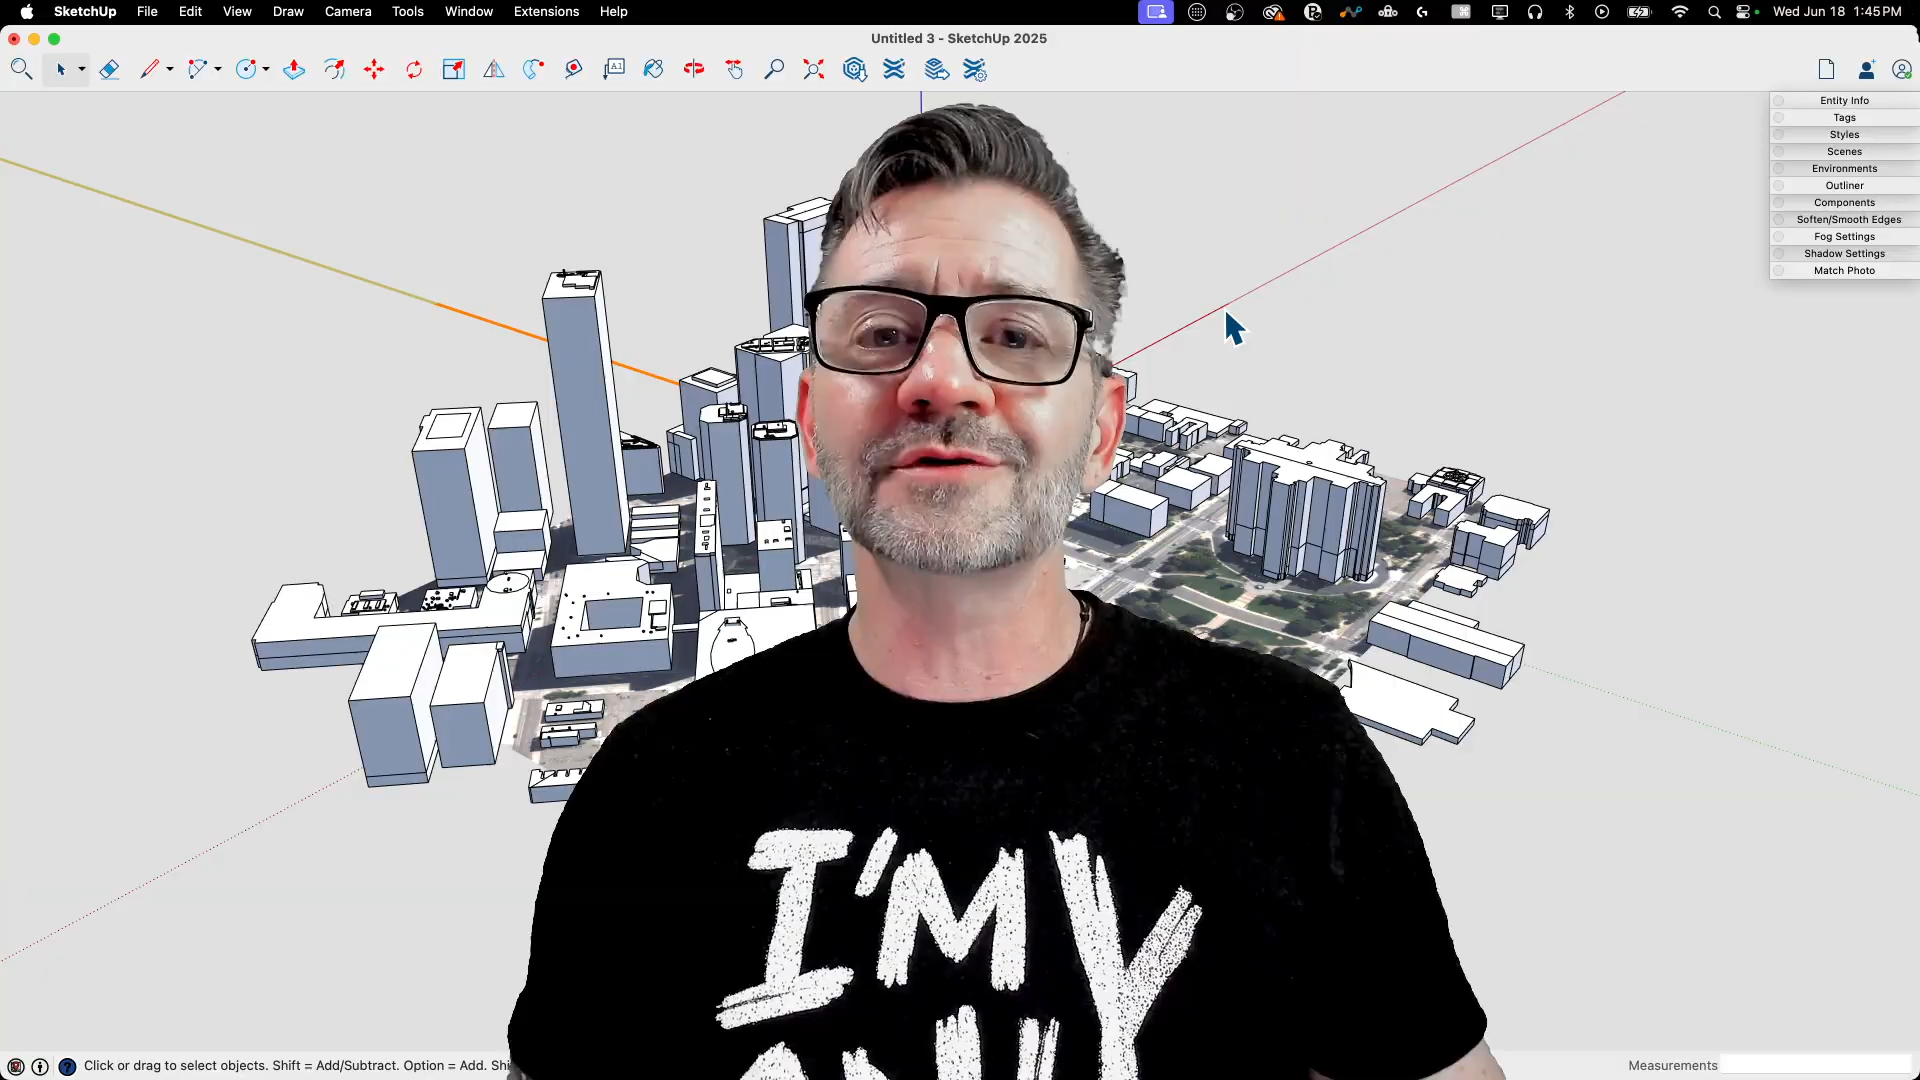 SketchUp File Edit View Draw Camera Tools Window Extensions Help Wed Jun 18 1:45 PM
Untitled 3 - SketchUp 2025
A1
Entity Info
Tags
Styles
Scenes
Environments
Outliner
Components
Soften/Smooth Edges
Fog Settings
Shadow Settings
Match Photo
I'M Y
Click or drag to select objects. Shift = Add/Subtract. Option = Add. Shi
Measurements